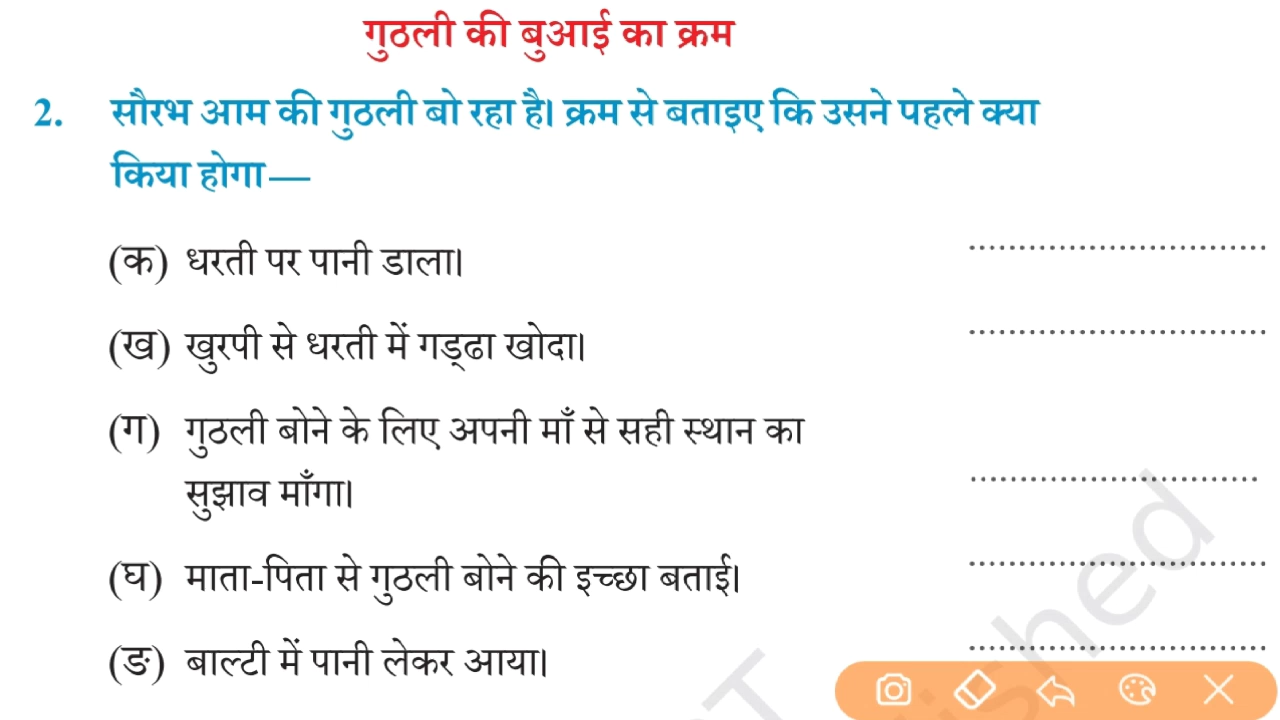 गुठली की बुआई का क्रम
2. सौरभ आम की गुठली बो रहा है। क्रम से बताइए कि उसने पहले क्या
किया होगा—
(क) धरती पर पानी डाला। ..............................
(ख) खुरपी से धरती में गड्ढा खोदा। ..............................
(ग) गुठली बोने के लिए अपनी माँ से सही स्थान का
सुझाव माँगा। ..............................
(घ) माता-पिता से गुठली बोने की इच्छा बताई। ..............................
(ङ) बाल्टी में पानी लेकर आया। ..............................